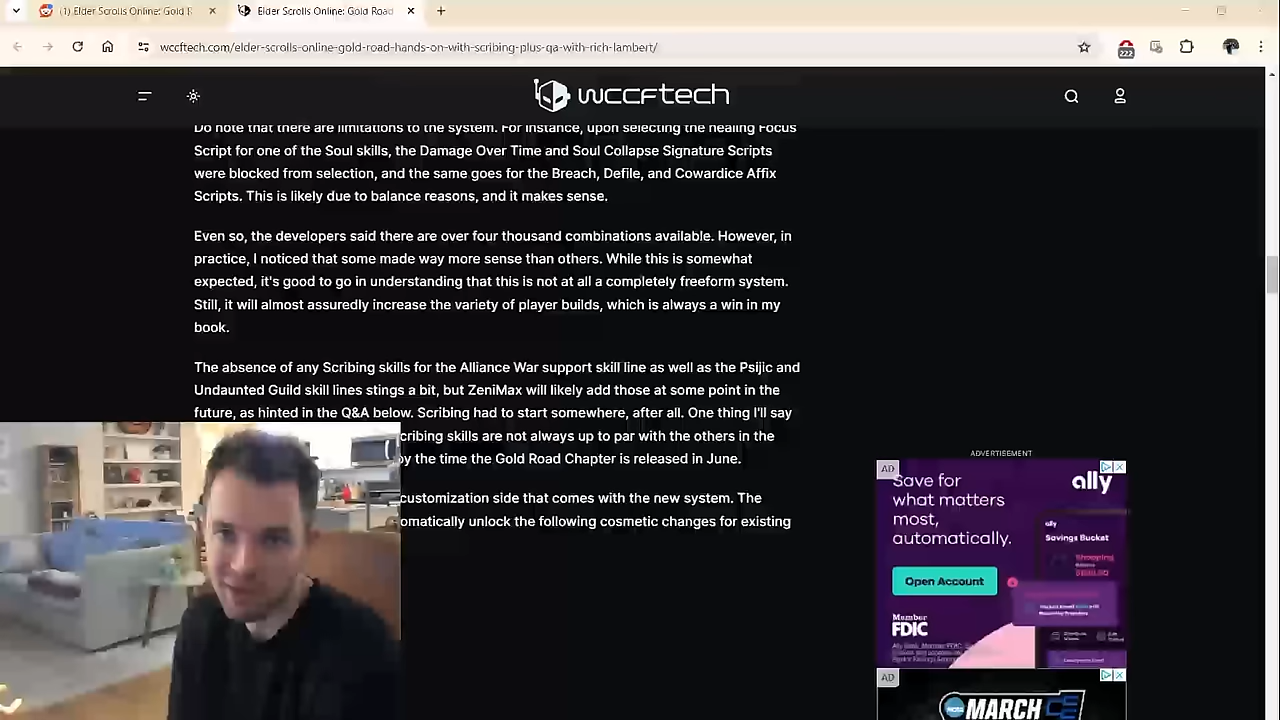 (1) Elder Scrolls Online: Gold R
Elder Scrolls Online: Gold Road
wccftech.com/elder-scrolls-online-gold-road-hands-on-with-scribing-plus-qa-with-rich-lambert/
222
wccftech
Do note that there are limitations to the system. For instance, upon selecting the healing Focus
Script for one of the Soul skills, the Damage Over Time and Soul Collapse Signature Scripts
were blocked from selection, and the same goes for the Breach, Defile, and Cowardice Affix
Scripts. This is likely due to balance reasons, and it makes sense.
Even so, the developers said there are over four thousand combinations available. However, in
practice, I noticed that some made way more sense than others. While this is somewhat
expected, it's good to go in understanding that this is not at all a completely freeform system.
Still, it will almost assuredly increase the variety of player builds, which is always a win in my
book.
The absence of any Scribing skills for the Alliance War support skill line as well as the Psijic and
Undaunted Guild skill lines stings a bit, but ZeniMax will likely add those at some point in the
future, as hinted in the Q&A below. Scribing had to start somewhere, after all. One thing I'll say
cribing skills are not always up to par with the others in the
by the time the Gold Road Chapter is released in June.
customization side that comes with the new system. The
omatically unlock the following cosmetic changes for existing
ADVERTISEMENT
AD
Save for
what matters
most,
automatically.
ally
ally
Savings Bucket
Open Account
Member
FDIC
AD
NCAA
MARCH